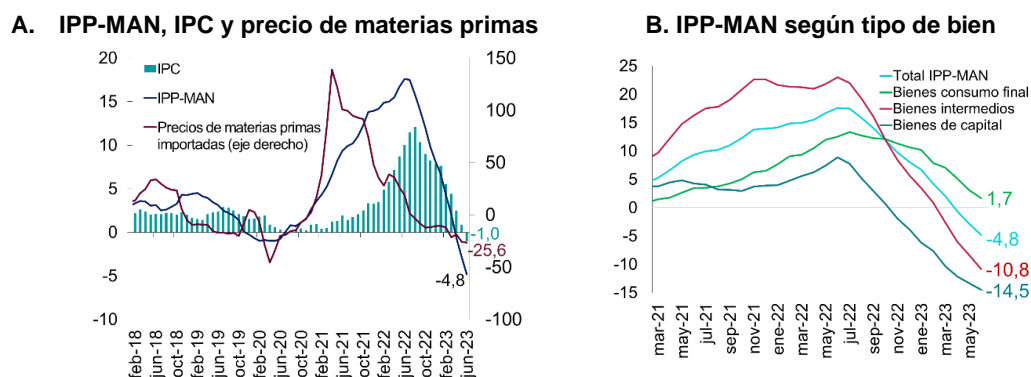 A. IPP-MAN, IPC y precio de materias primas
20
15
10
5
0
-5
-10
150
100
50
0
-50
-100
IPC
IPP-MAN
Precios de materias primas
importadas (eje derecho)
-1,0
-25,6
-4,8
feb-18
jun-18
oct-18
feb-19
jun-19
oct-19
feb-20
jun-20
oct-20
feb-21
jun-21
oct-21
feb-22
jun-22
oct-22
feb-23
jun-23
B. IPP-MAN según tipo de bien
25
20
15
10
5
0
-5
-10
-15
Total IPP-MAN
Bienes consumo final
Bienes intermedios
Bienes de capital
1,7
-4,8
-10,8
-14,5
mar-21
may-21
jul-21
sep-21
nov-21
ene-22
mar-22
may-22
jul-22
sep-22
nov-22
ene-23
mar-23
may-23